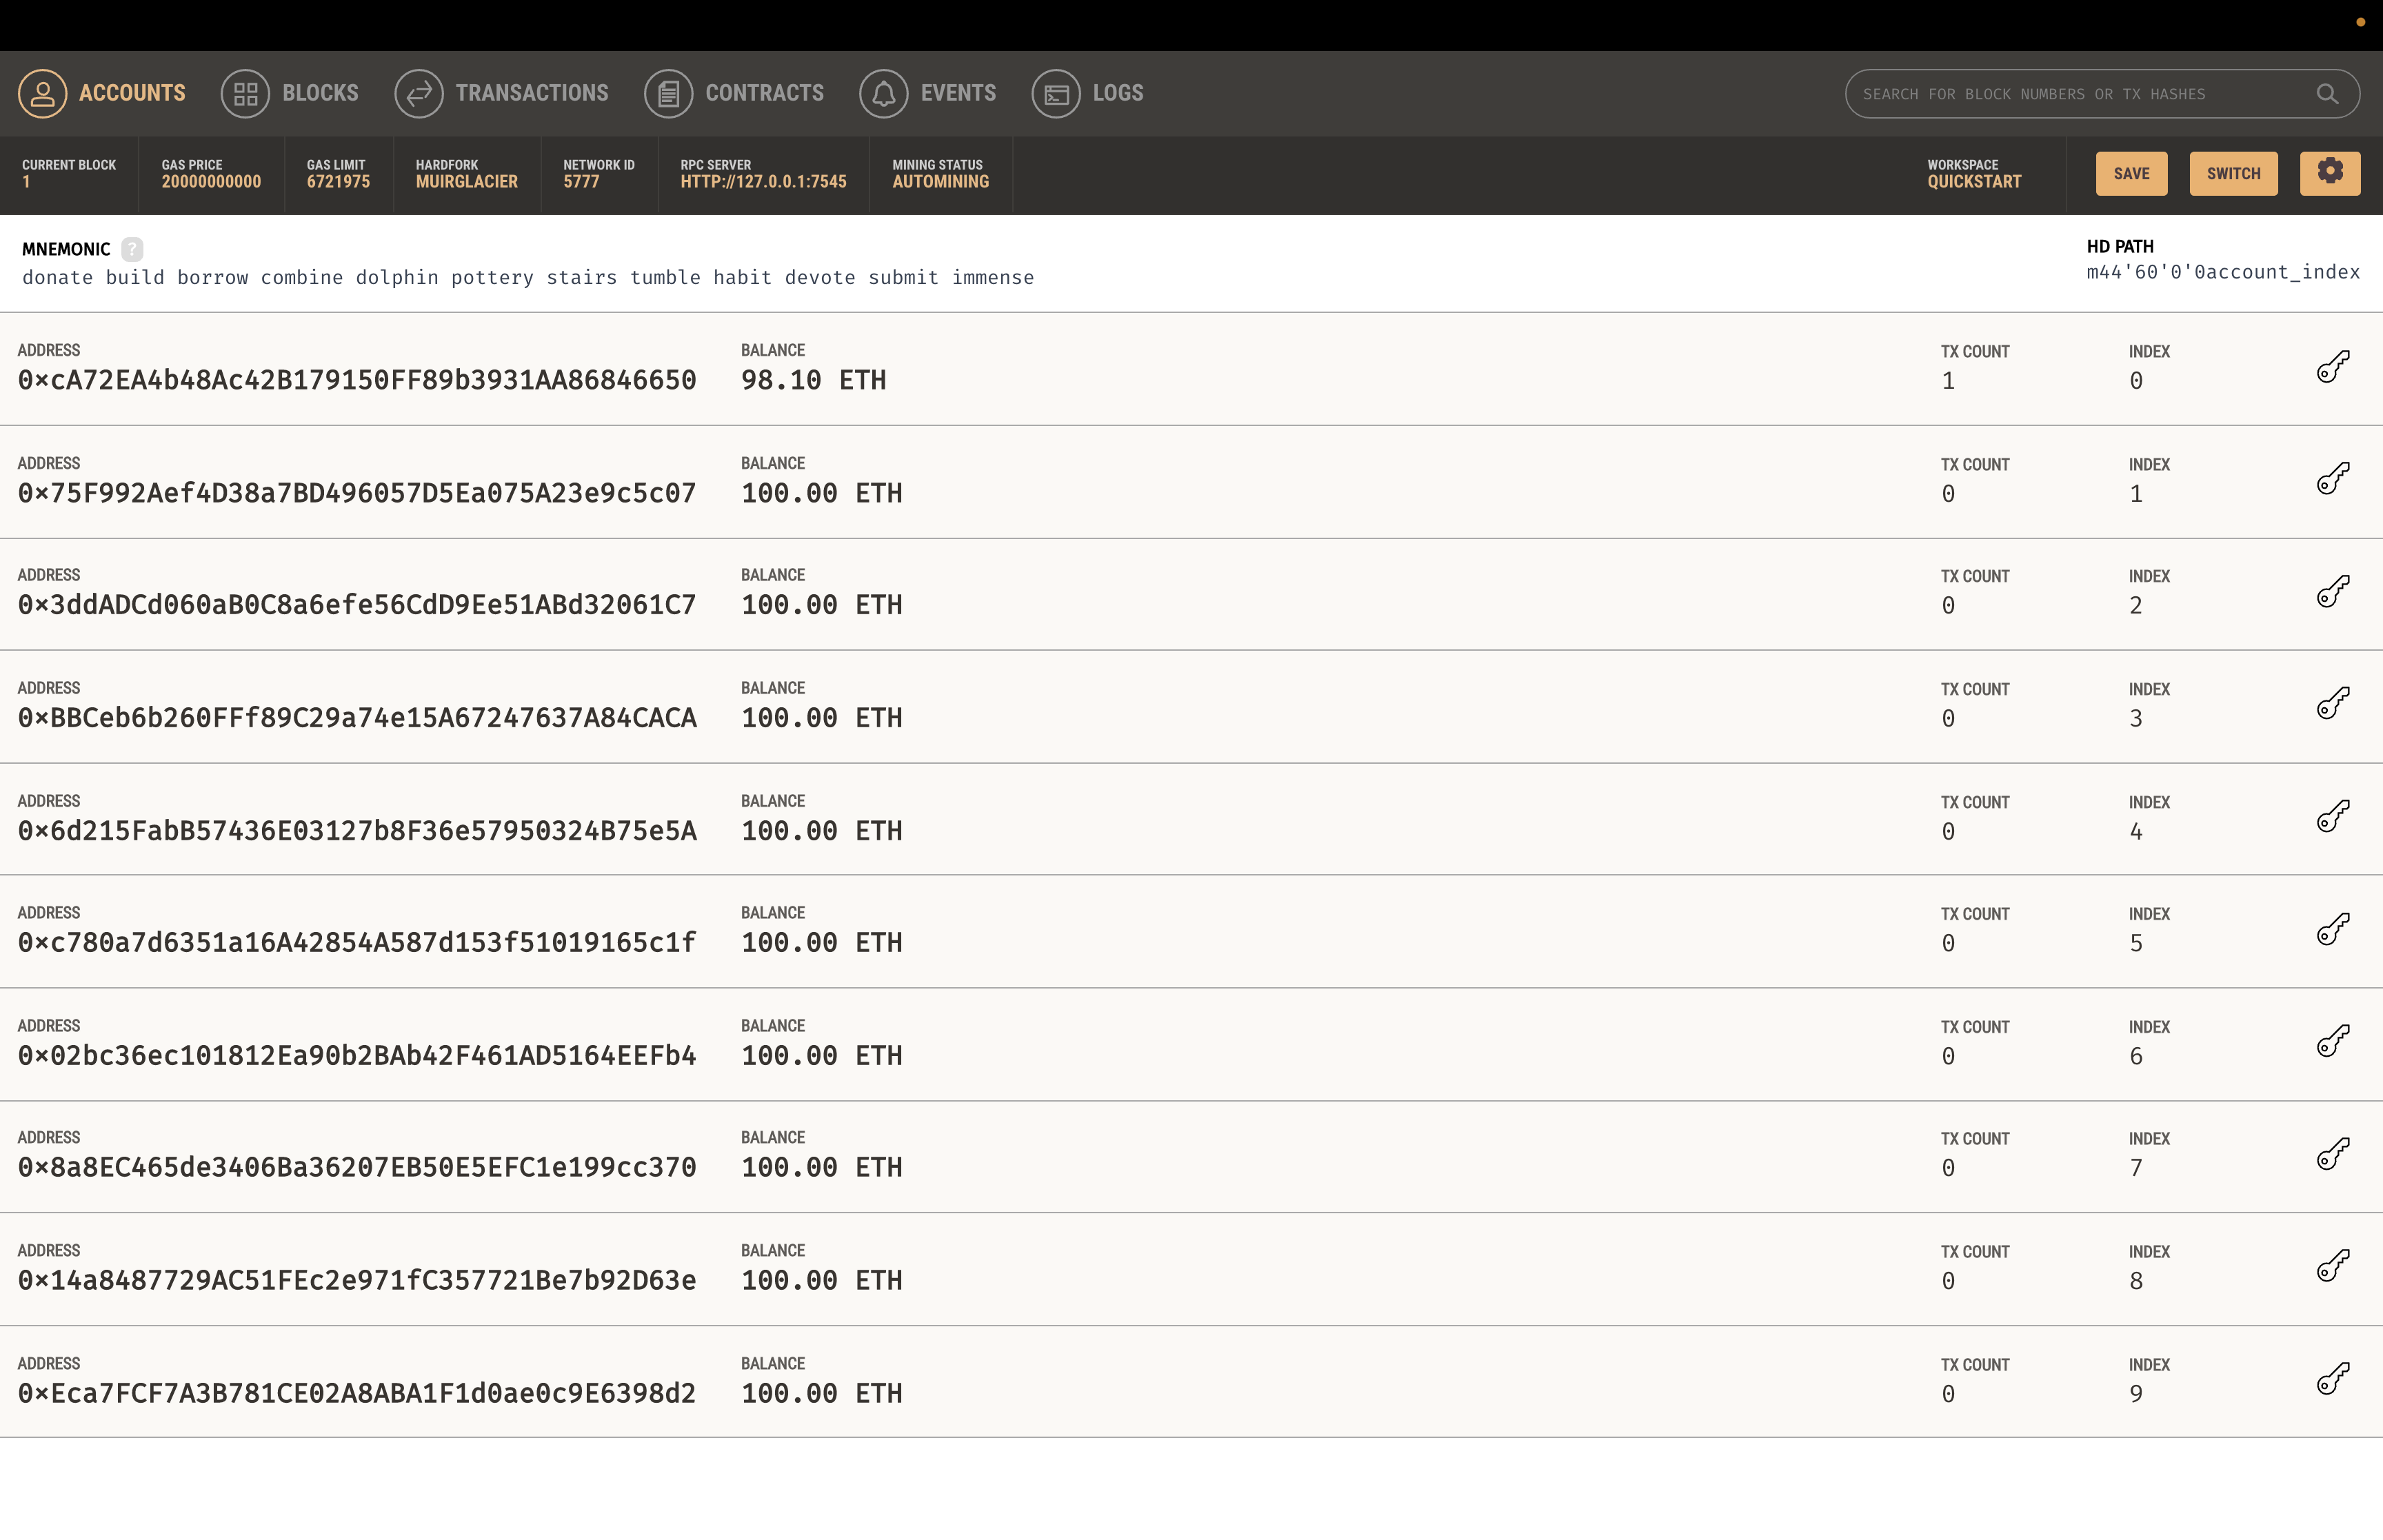 ACCOUNTS BLOCKS TRANSACTIONS CONTRACTS EVENTS LOGS SEARCH FOR BLOCK NUMBERS OR TX HASHES
CURRENT BLOCK GAS PRICE GAS LIMIT HARDFORK NETWORK ID RPC SERVER MINING STATUS WORKSPACE
1 20000000000 6721975 MUIRGLACIER 5777 HTTP://127.0.0.1:7545 AUTOMINING QUICKSTART SAVE SWITCH
MNEMONIC ? HD PATH
donate build borrow combine dolphin pottery stairs tumble habit devote submit immense m44'60'0'0account_index
ADDRESS BALANCE TX COUNT INDEX
0×cA72EA4b48Ac42B179150FF89b3931AA86846650 98.10 ETH 1 0
ADDRESS BALANCE TX COUNT INDEX
0×75F992Aef4D38a7BD496057D5Ea075A23e9c5c07 100.00 ETH 0 1
ADDRESS BALANCE TX COUNT INDEX
0×3ddADCd060aB0C8a6efe56CdD9Ee51ABd32061C7 100.00 ETH 0 2
ADDRESS BALANCE TX COUNT INDEX
0×BBCeb6b260FFf89C29a74e15A67247637A84CACA 100.00 ETH 0 3
ADDRESS BALANCE TX COUNT INDEX
0×6d215FabB57436E03127b8F36e57950324B75e5A 100.00 ETH 0 4
ADDRESS BALANCE TX COUNT INDEX
0×c780a7d6351a16A42854A587d153f51019165c1f 100.00 ETH 0 5
ADDRESS BALANCE TX COUNT INDEX
0×02bc36ec101812Ea90b2BAb42F461AD5164EEFb4 100.00 ETH 0 6
ADDRESS BALANCE TX COUNT INDEX
0×8a8EC465de3406Ba36207EB50E5EFC1e199cc370 100.00 ETH 0 7
ADDRESS BALANCE TX COUNT INDEX
0×14a8487729AC51FEc2e971fC357721Be7b92D63e 100.00 ETH 0 8
ADDRESS BALANCE TX COUNT INDEX
0×Eca7FCF7A3B781CE02A8ABA1F1d0ae0c9E6398d2 100.00 ETH 0 9